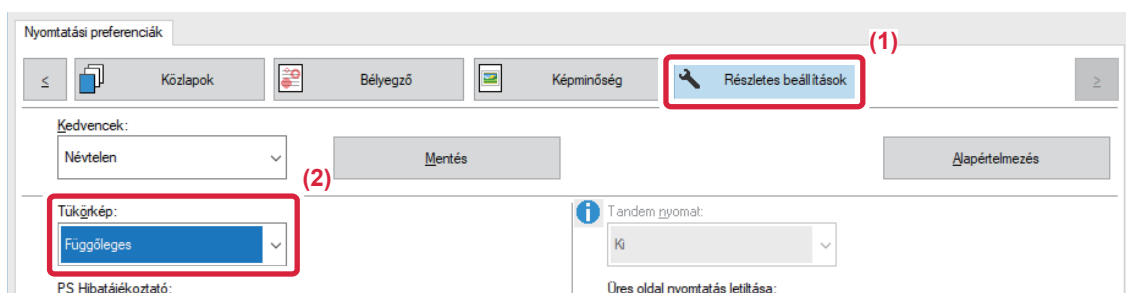 Nyomtatási preferenciák
(1)
< Közlapok Bélyegző Képminőség Részletes beállítások >
Kedvencek:
Névtelen Mentés Alapértelmezés
(2)
Tükörkép: Tandem nyomat:
Függőleges Ki
PS Hibatájékoztató: Üres oldal nyomtatás letiltása: